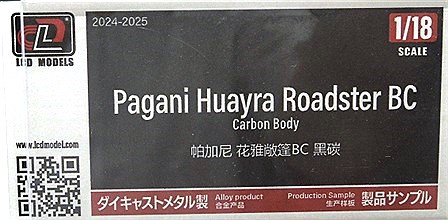 LCD MODELS
www.lcdmodel.com
2024-2025
1/18
SCALE
Pagani Huayra Roadster BC
Carbon Body
帕加尼 花雅敞篷BC 黑碳
ダイキャストメタル製 Alloy product 合金产品
Production Sample 生产样板 製品サンプル